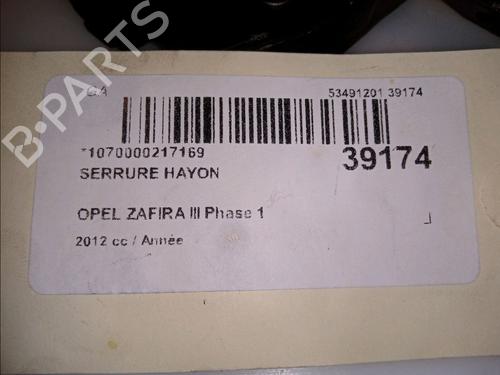 53491201 39174
*1070000217169
39174
SERRURE HAYON
OPEL ZAFIRA III Phase 1
2012 cc / Année
B-PARTS